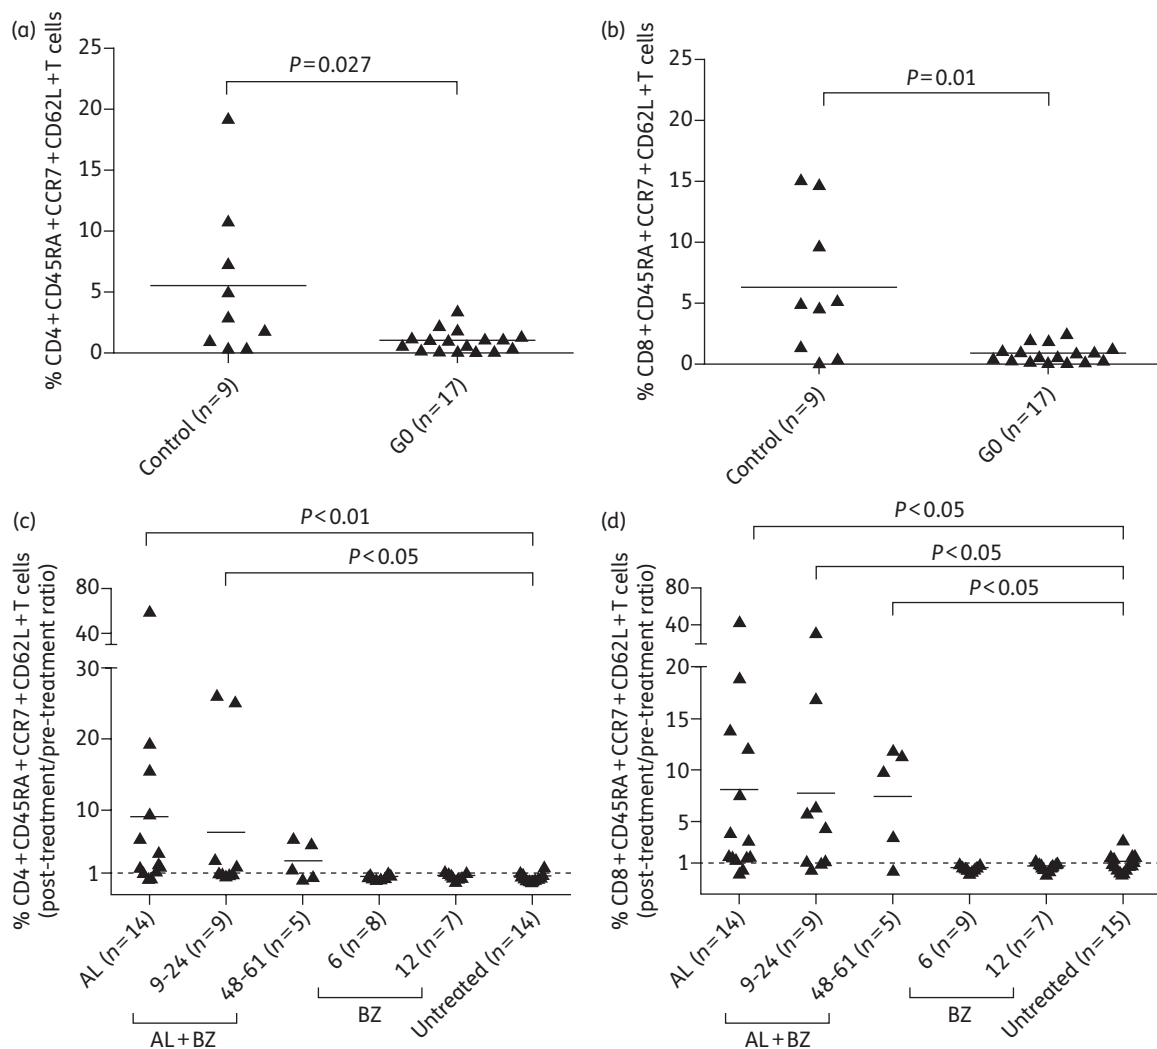 (a)
% CD4+CD45RA+CCR7+CD62L+T cells
25
20
15
10
5
0
P=0.027
Control (n=9)
G0 (n=17)
(b)
% CD8+CD45RA+CCR7+CD62L+T cells
25
20
15
10
5
0
P=0.01
Control (n=9)
G0 (n=17)
(c)
% CD4+CD45RA+CCR7+CD62L+T cells
(post-treatment/pre-treatment ratio)
80
40
30
20
10
1
P<0.01
P<0.05
AL (n=14)
9-24 (n=9)
48-61 (n=5)
6 (n=8)
12 (n=7)
Untreated (n=14)
AL+BZ
BZ
(d)
% CD8+CD45RA+CCR7+CD62L+T cells
(post-treatment/pre-treatment ratio)
80
40
20
15
10
5
1
P<0.05
P<0.05
P<0.05
AL (n=14)
9-24 (n=9)
48-61 (n=5)
6 (n=9)
12 (n=7)
Untreated (n=15)
AL+BZ
BZ